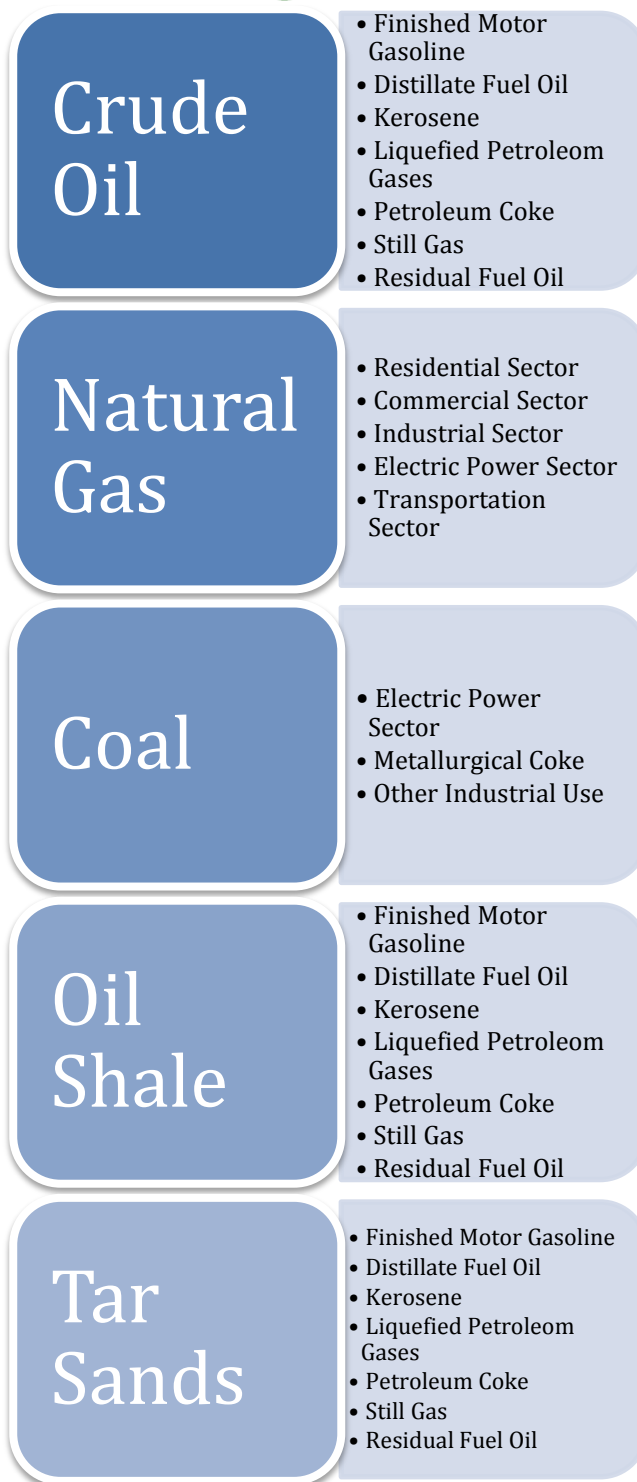 Crude
Oil
• Finished Motor
Gasoline
• Distillate Fuel Oil
• Kerosene
• Liquefied Petroleom
Gases
• Petroleum Coke
• Still Gas
• Residual Fuel Oil
Natural
Gas
• Residential Sector
• Commercial Sector
• Industrial Sector
• Electric Power Sector
• Transportation
Sector
Coal
• Electric Power
Sector
• Metallurgical Coke
• Other Industrial Use
Oil
Shale
• Finished Motor
Gasoline
• Distillate Fuel Oil
• Kerosene
• Liquefied Petroleom
Gases
• Petroleum Coke
• Still Gas
• Residual Fuel Oil
Tar
Sands
• Finished Motor Gasoline
• Distillate Fuel Oil
• Kerosene
• Liquefied Petroleom
Gases
• Petroleum Coke
• Still Gas
• Residual Fuel Oil